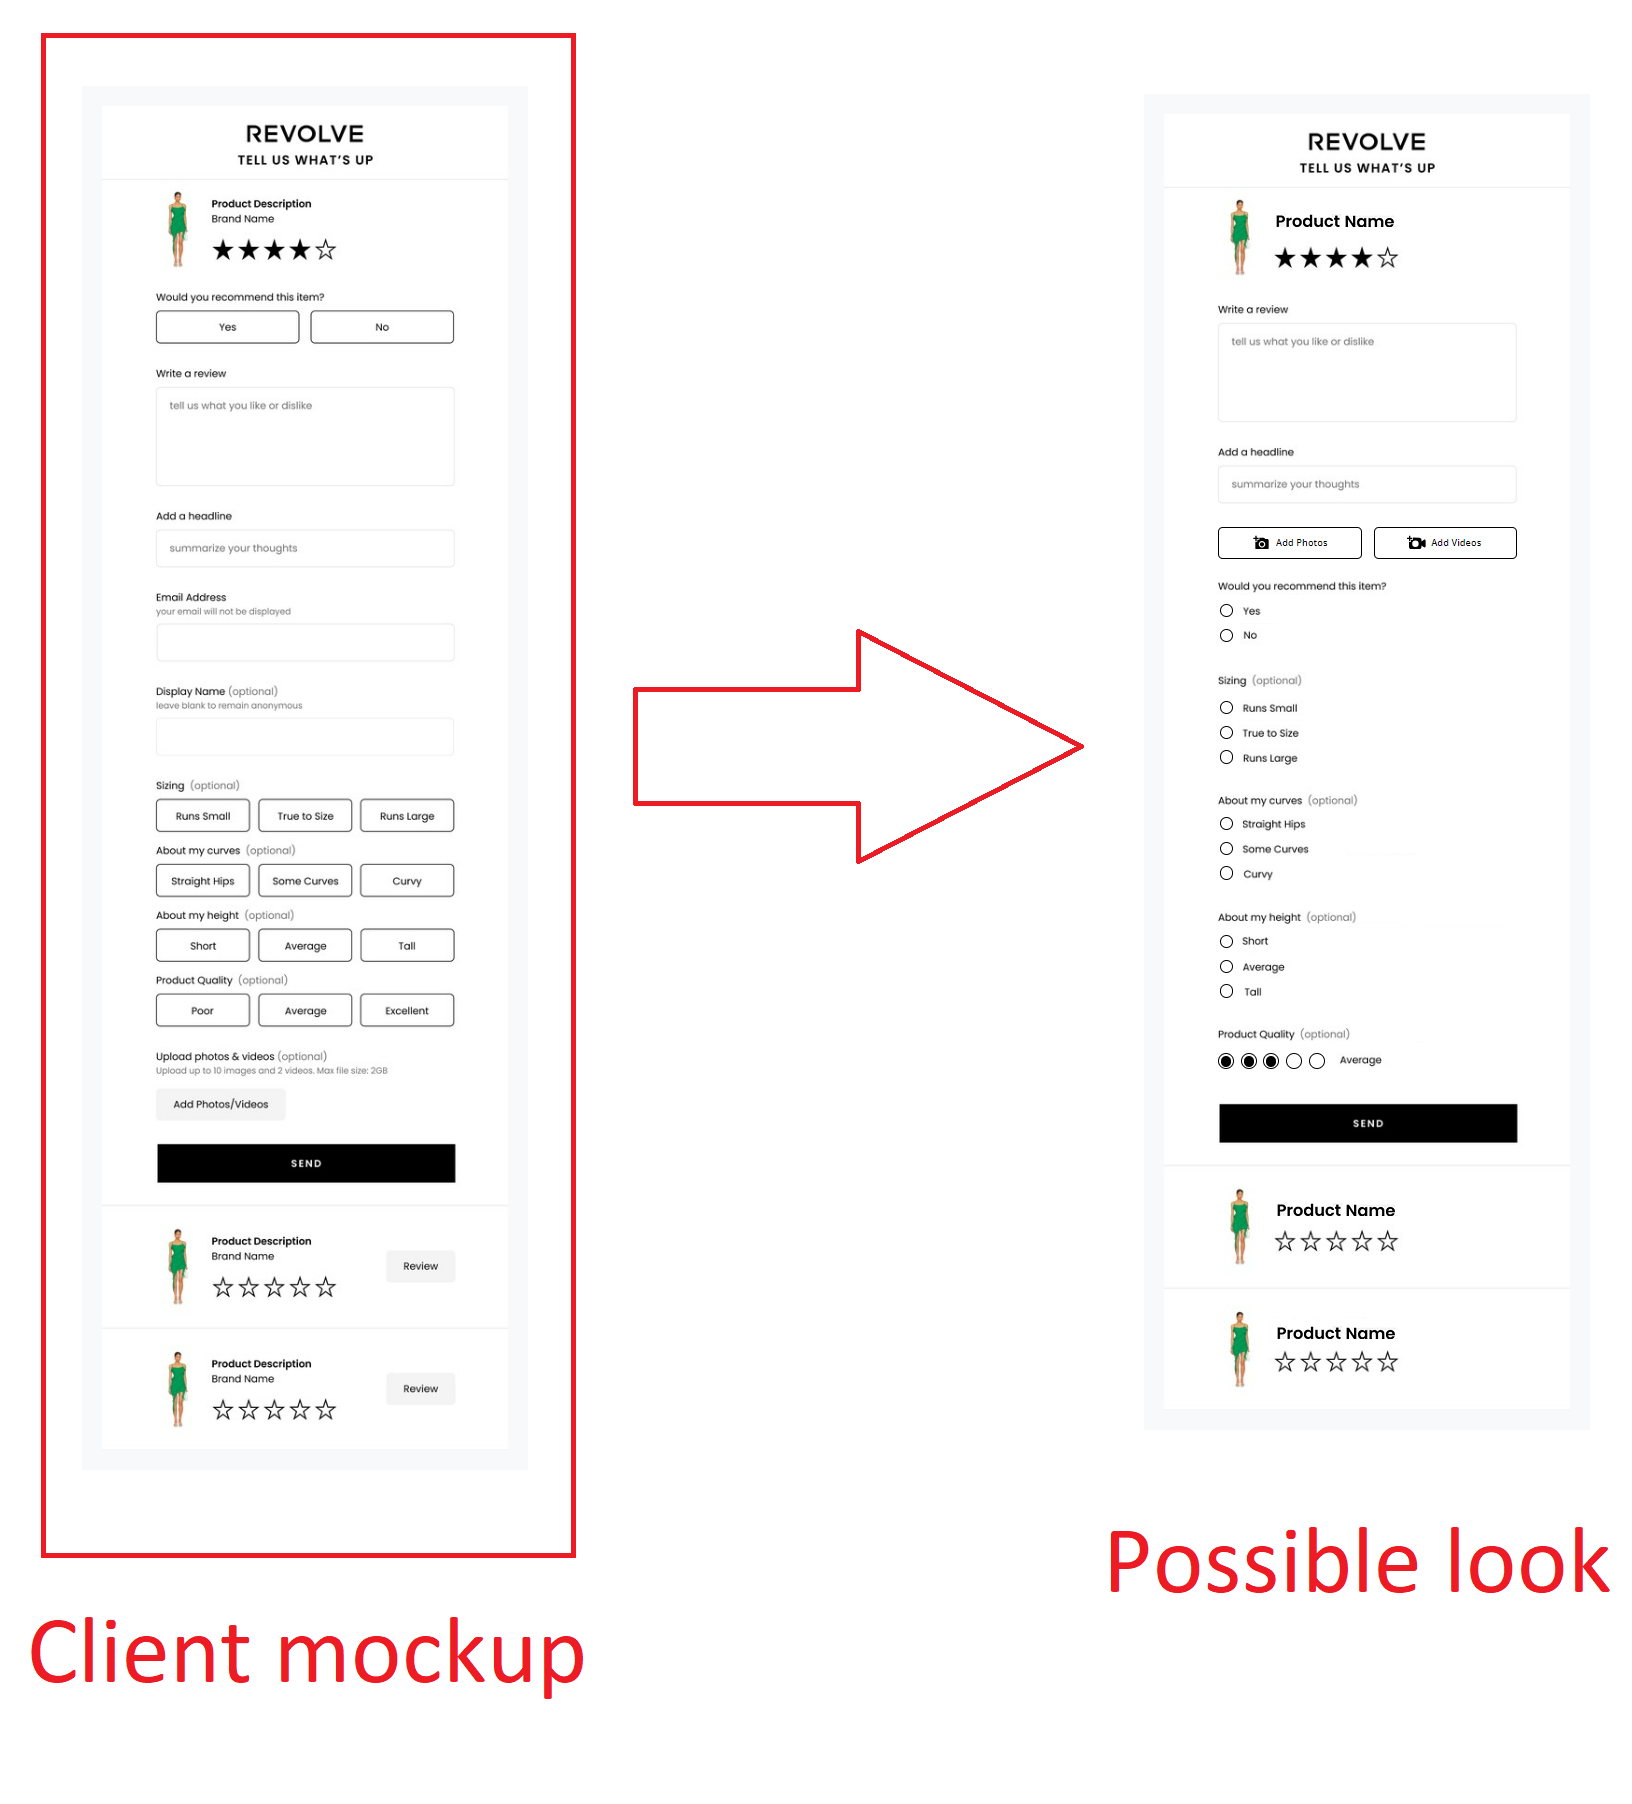 REVOLVE
TELL US WHAT'S UP
Product Description
Brand Name
Would you recommend this item?
Yes No
Write a review
tell us what you like or dislike
Add a headline
summarize your thoughts
Email Address
your email will not be displayed
Display Name (optional)
leave blank to remain anonymous
Sizing (optional)
Runs Small True to Size Runs Large
About my curves (optional)
Straight Hips Some Curves Curvy
About my height (optional)
Short Average Tall
Product Quality (optional)
Poor Average Excellent
Upload photos & videos (optional)
Upload up to 10 images and 2 videos. Max file size: 2GB
Add Photos/Videos
SEND
Product Description
Brand Name
Review
Product Description
Brand Name
Review
Client mockup
REVOLVE
TELL US WHAT'S UP
Product Name
Write a review
tell us what you like or dislike
Add a headline
summarize your thoughts
Add Photos Add Videos
Would you recommend this item?
Yes
No
Sizing (optional)
Runs Small
True to Size
Runs Large
About my curves (optional)
Straight Hips
Some Curves
Curvy
About my height (optional)
Short
Average
Tall
Product Quality (optional)
Average
SEND
Product Name
Product Name
Possible look